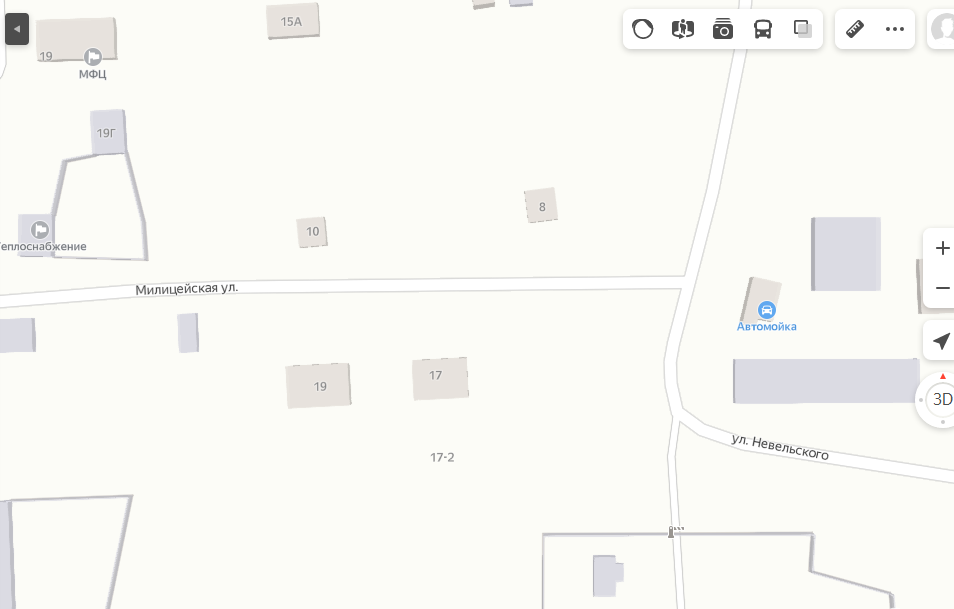 15А
19
МФЦ
19Г
8
10
еплоснабжение
Милицейская ул.
Автомойка
19
17
3D
ул. Невельского
17-2